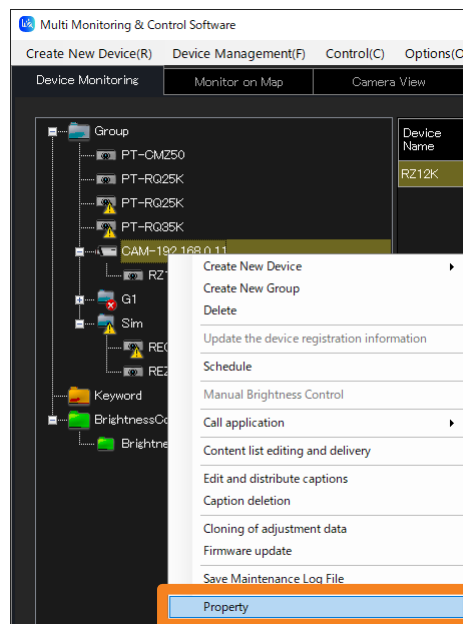 Multi Monitoring & Control Software
Create New Device(R) Device Management(F) Control(C) Options(O
Device Monitoring Monitor on Map Camera View
Group
Device
Name
PT-CMZ50
RZ12K
PT-RQ25K
PT-RQ25K
PT-RQ35K
CAM-192.168.0.11
Create New Device
RZ1
Create New Group
G1
Delete
Sim
Update the device registration information
Schedule
Manual Brightness Control
Keyword
BrightnessCo
Call application
Brightne
Content list editing and delivery
Edit and distribute captions
Caption deletion
Cloning of adjustment data
Firmware update
Save Maintenance Log File
Property